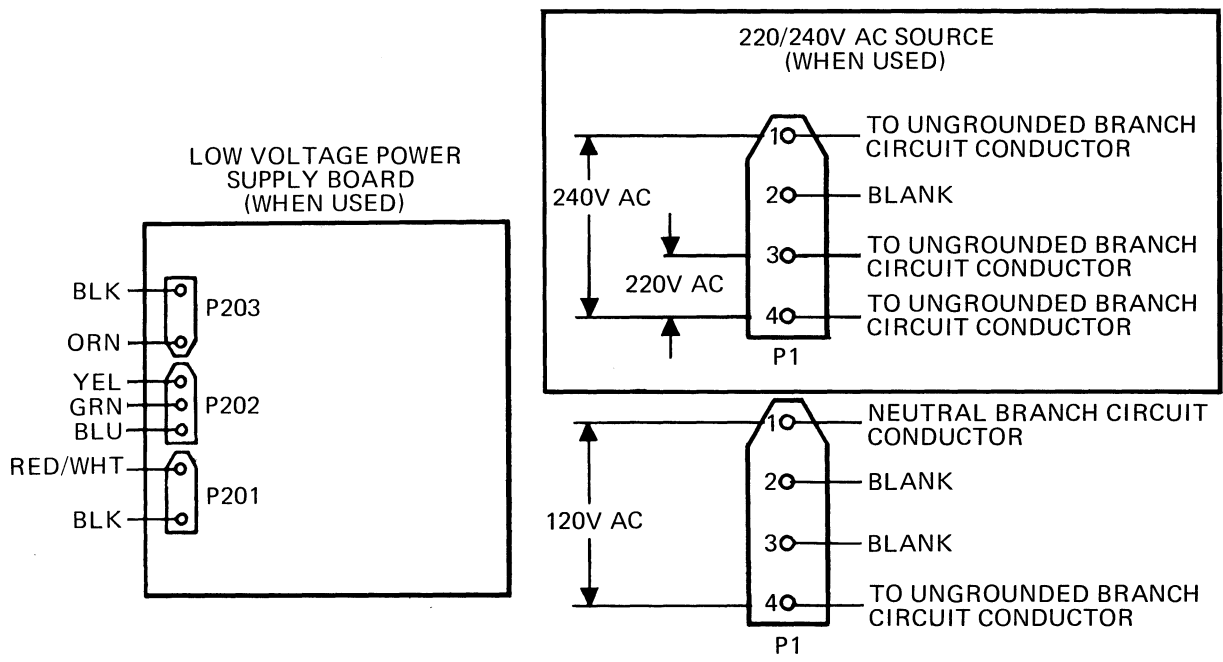 LOW VOLTAGE POWER
SUPPLY BOARD
(WHEN USED)
BLK
ORN
P203
YEL
GRN
BLU
P202
RED/WHT
BLK
P201
220/240V AC SOURCE
(WHEN USED)
240V AC
220V AC
1
TO UNGROUNDED BRANCH
CIRCUIT CONDUCTOR
2
BLANK
3
TO UNGROUNDED BRANCH
CIRCUIT CONDUCTOR
4
TO UNGROUNDED BRANCH
CIRCUIT CONDUCTOR
P1
120V AC
1
NEUTRAL BRANCH CIRCUIT
CONDUCTOR
2
BLANK
3
BLANK
4
TO UNGROUNDED BRANCH
CIRCUIT CONDUCTOR
P1